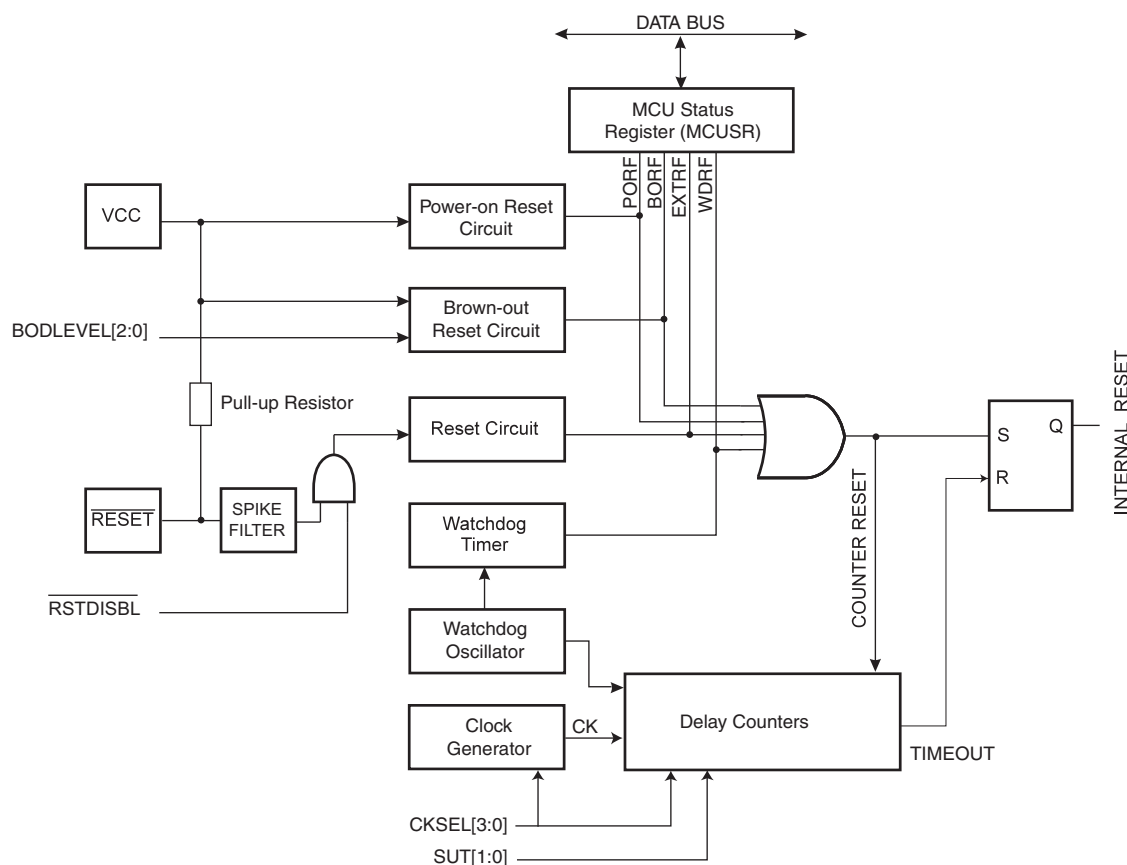 DATA BUS
MCU Status
Register (MCUSR)
PORF
BORF
EXTRF
WDRF
VCC
Power-on Reset
Circuit
Brown-out
Reset Circuit
BODLEVEL[2:0]
Pull-up Resistor
Reset Circuit
S
Q
R
INTERNAL RESET
RESET
SPIKE
FILTER
Watchdog
Timer
COUNTER RESET
RSTDISBL
Watchdog
Oscillator
Delay Counters
Clock
Generator
CK
TIMEOUT
CKSEL[3:0]
SUT[1:0]